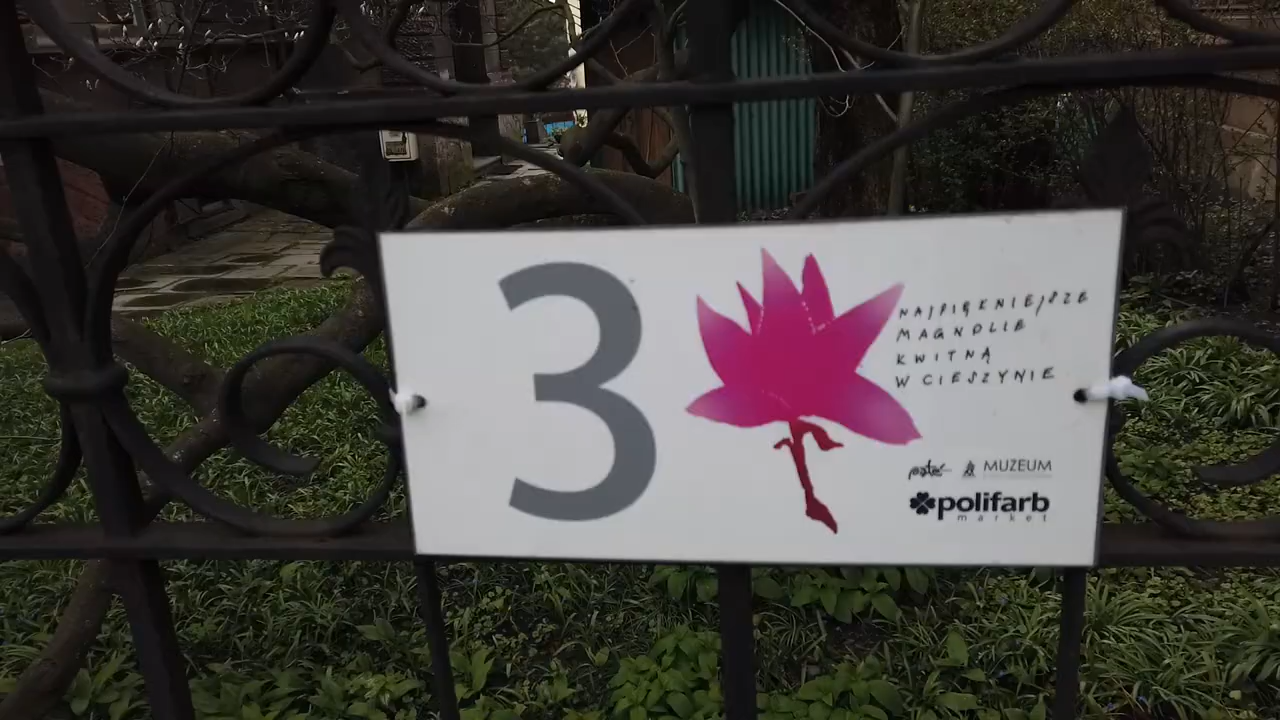 3
NAJPIĘKNIEJSZE
MAGNOLIE
KWITNĄ
W CIESZYNIE
MUZEUM
polifarb
market